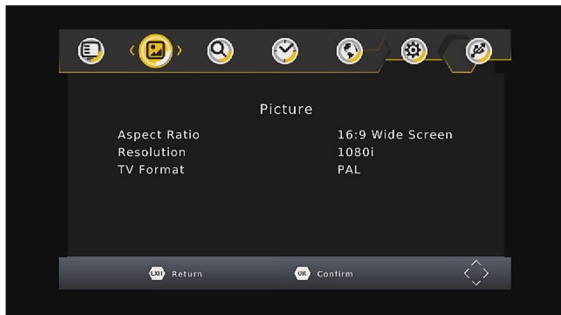 Picture
Aspect Ratio 16:9 Wide Screen
Resolution 1080i
TV Format PAL
EXIT Return OK Confirm